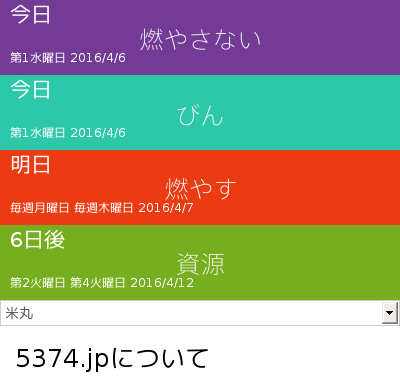 今日
燃やさない
第1水曜日 2016/4/6
今日
びん
第1水曜日 2016/4/6
明日
燃やす
毎週月曜日 毎週木曜日 2016/4/7
6日後
資源
第2火曜日 第4火曜日 2016/4/12
米丸
5374.jpについて